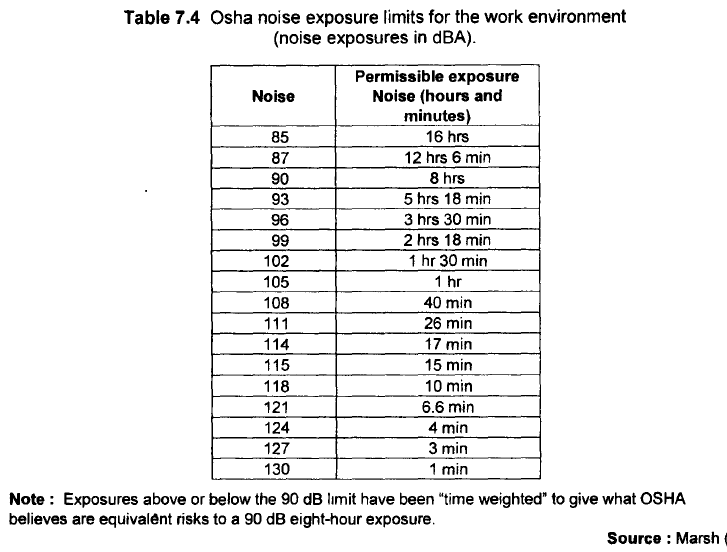 Table 7.4 Osha noise exposure limits for the work environment
(noise exposures in dBA).
Noise
Permissible exposure
Noise (hours and
minutes)
85 16 hrs
87 12 hrs 6 min
90 8 hrs
93 5 hrs 18 min
96 3 hrs 30 min
99 2 hrs 18 min
102 1 hr 30 min
105 1 hr
108 40 min
111 26 min
114 17 min
115 15 min
118 10 min
121 6.6 min
124 4 min
127 3 min
130 1 min
Note : Exposures above or below the 90 dB limit have been "time weighted" to give what OSHA
believes are equivalent risks to a 90 dB eight-hour exposure.
Source : Marsh (